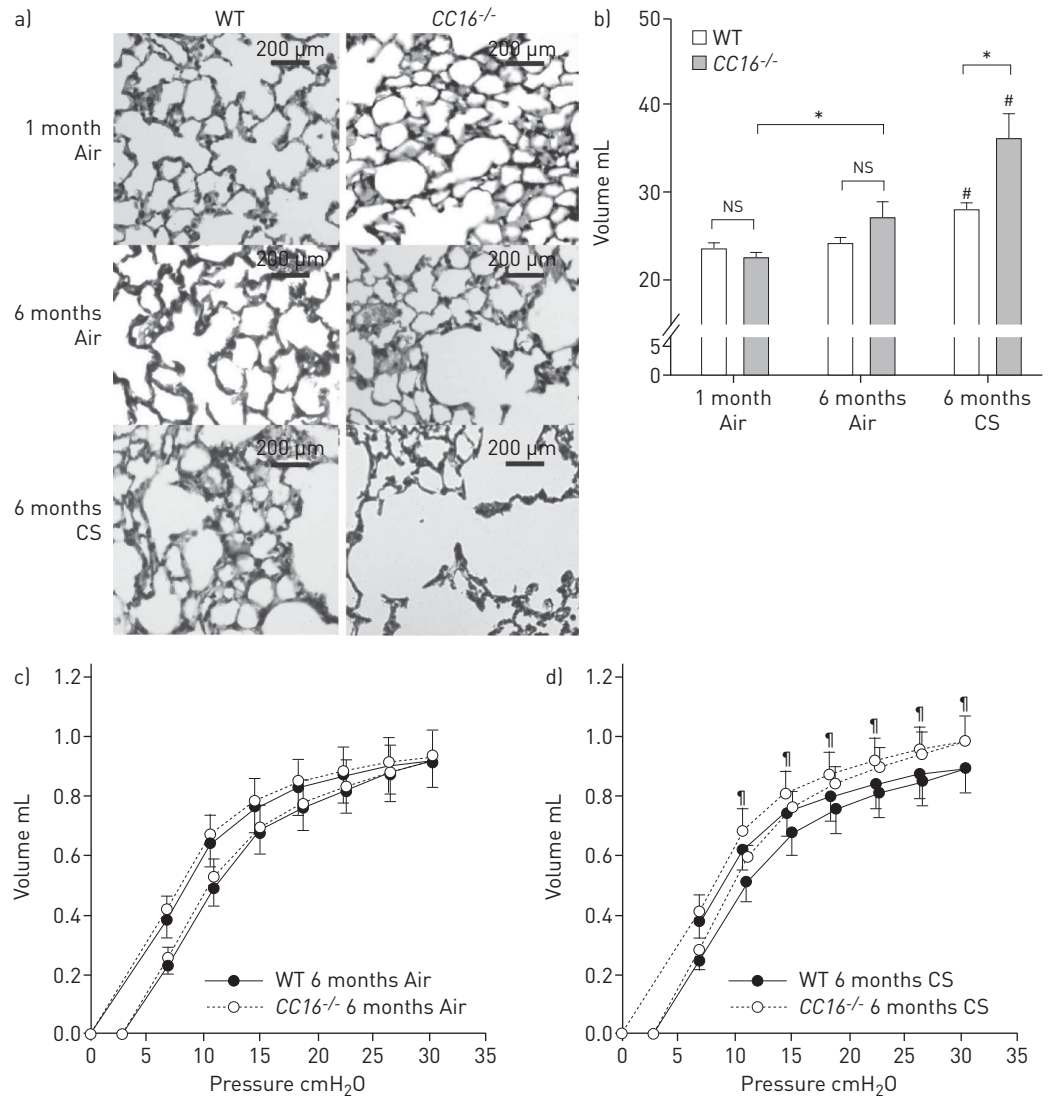 a)
WT
CC16-/-
1 month
Air
200 µm
200 µm
6 months
Air
200 µm
200 µm
6 months
CS
200 µm
200 µm
b)
50
40
30
20
5
0
Volume mL
WT
CC16-/-
NS
*
NS
#
*
#
1 month
Air
6 months
Air
6 months
CS
c)
1.2
1.0
0.8
0.6
0.4
0.2
0.0
Volume mL
WT 6 months Air
CC16-/- 6 months Air
0 5 10 15 20 25 30 35
Pressure cmH2O
d)
1.2
1.0
0.8
0.6
0.4
0.2
0.0
Volume mL
¶ ¶ ¶ ¶ ¶ ¶
WT 6 months CS
CC16-/- 6 months CS
0 5 10 15 20 25 30 35
Pressure cmH2O